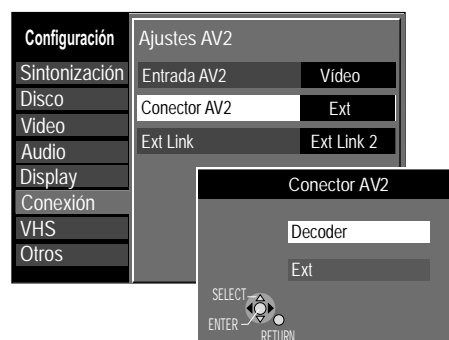 Configuración
Ajustes AV2
Sintonización
Entrada AV2 Vídeo
Disco
Conector AV2 Ext
Video
Audio
Ext Link Ext Link 2
Display
Conexión
VHS
Otros
Conector AV2
Decoder
Ext
SELECT
ENTER
RETURN